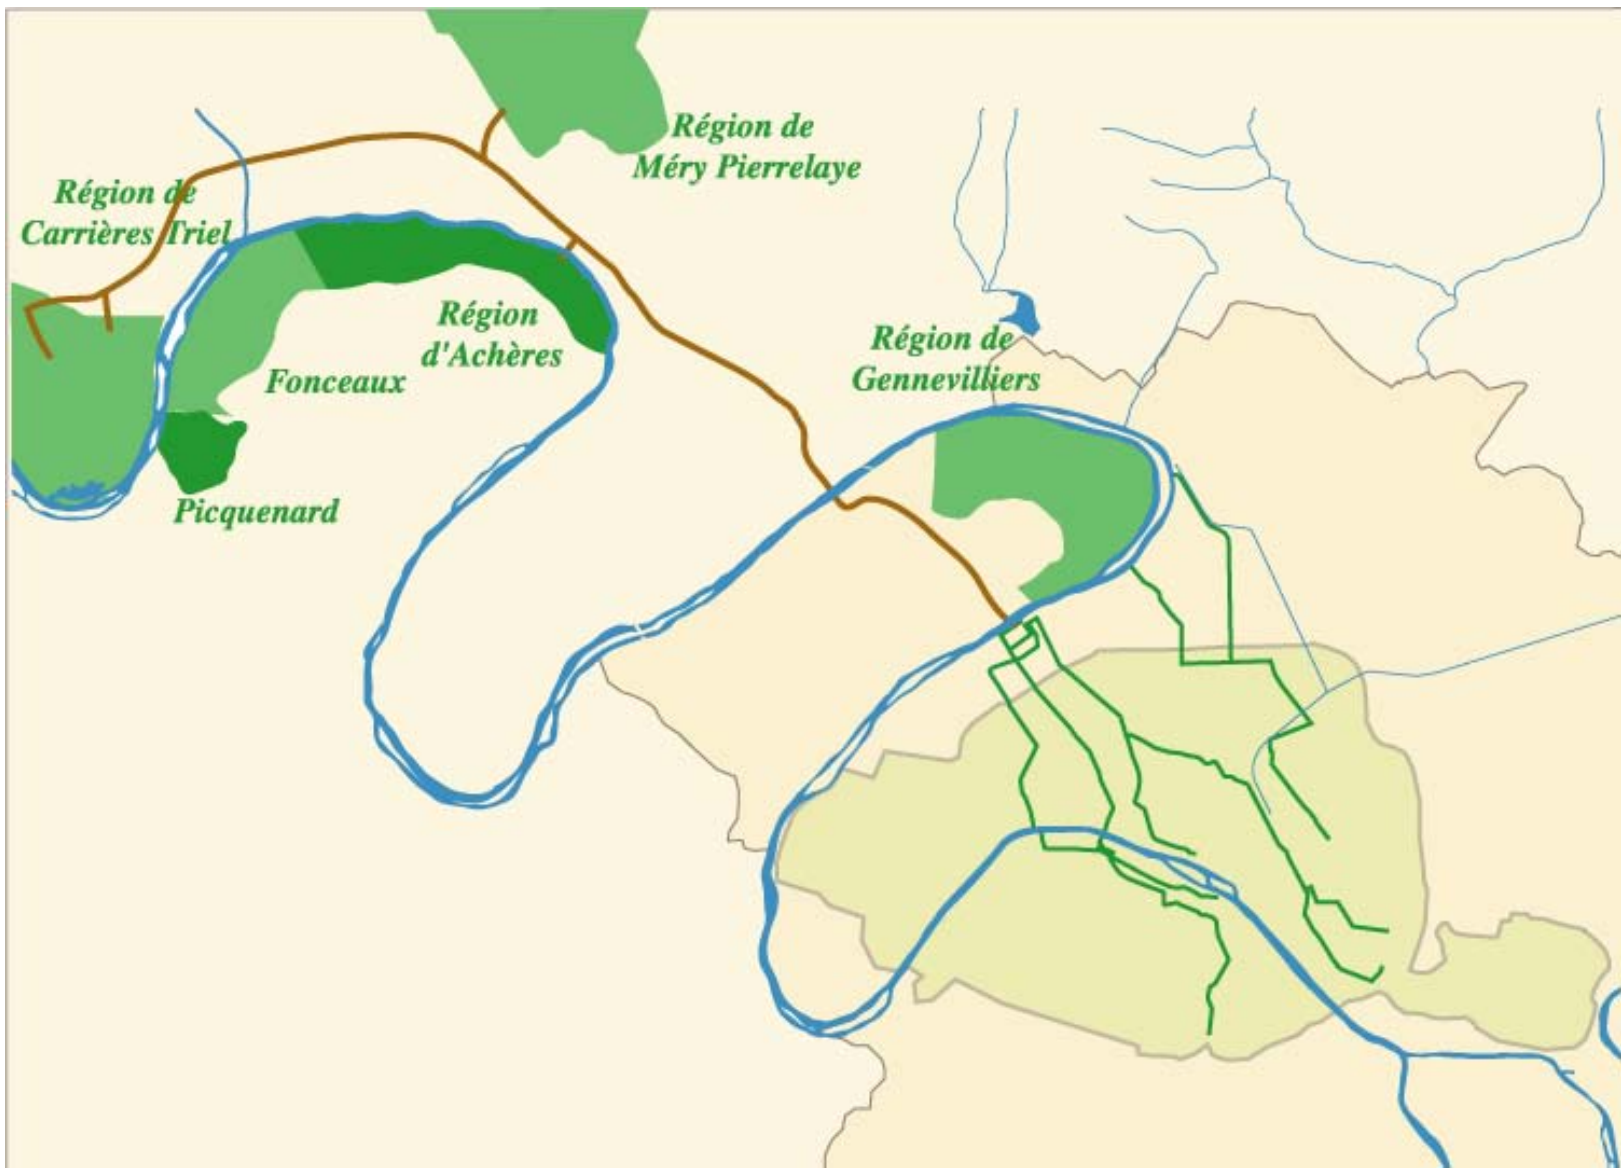 Région de
Méry Pierrelaye
Région de
Carrières Triel
Région
d'Achères
Région de
Gennevilliers
Fonceaux
Picquenard